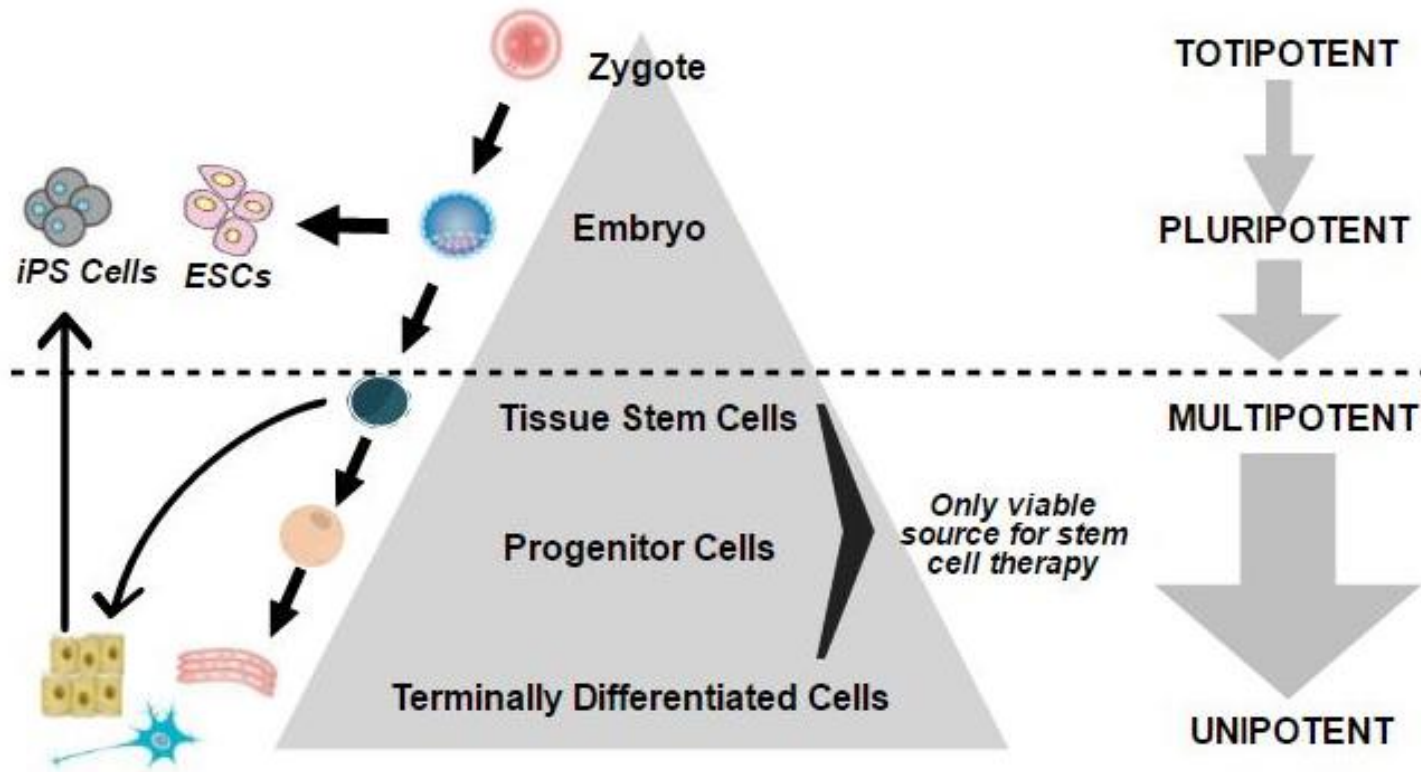 Zygote
TOTIPOTENT
Embryo
PLURIPOTENT
iPS Cells
ESCs
Tissue Stem Cells
MULTIPOTENT
Progenitor Cells
Only viable
source for stem
cell therapy
Terminally Differentiated Cells
UNIPOTENT